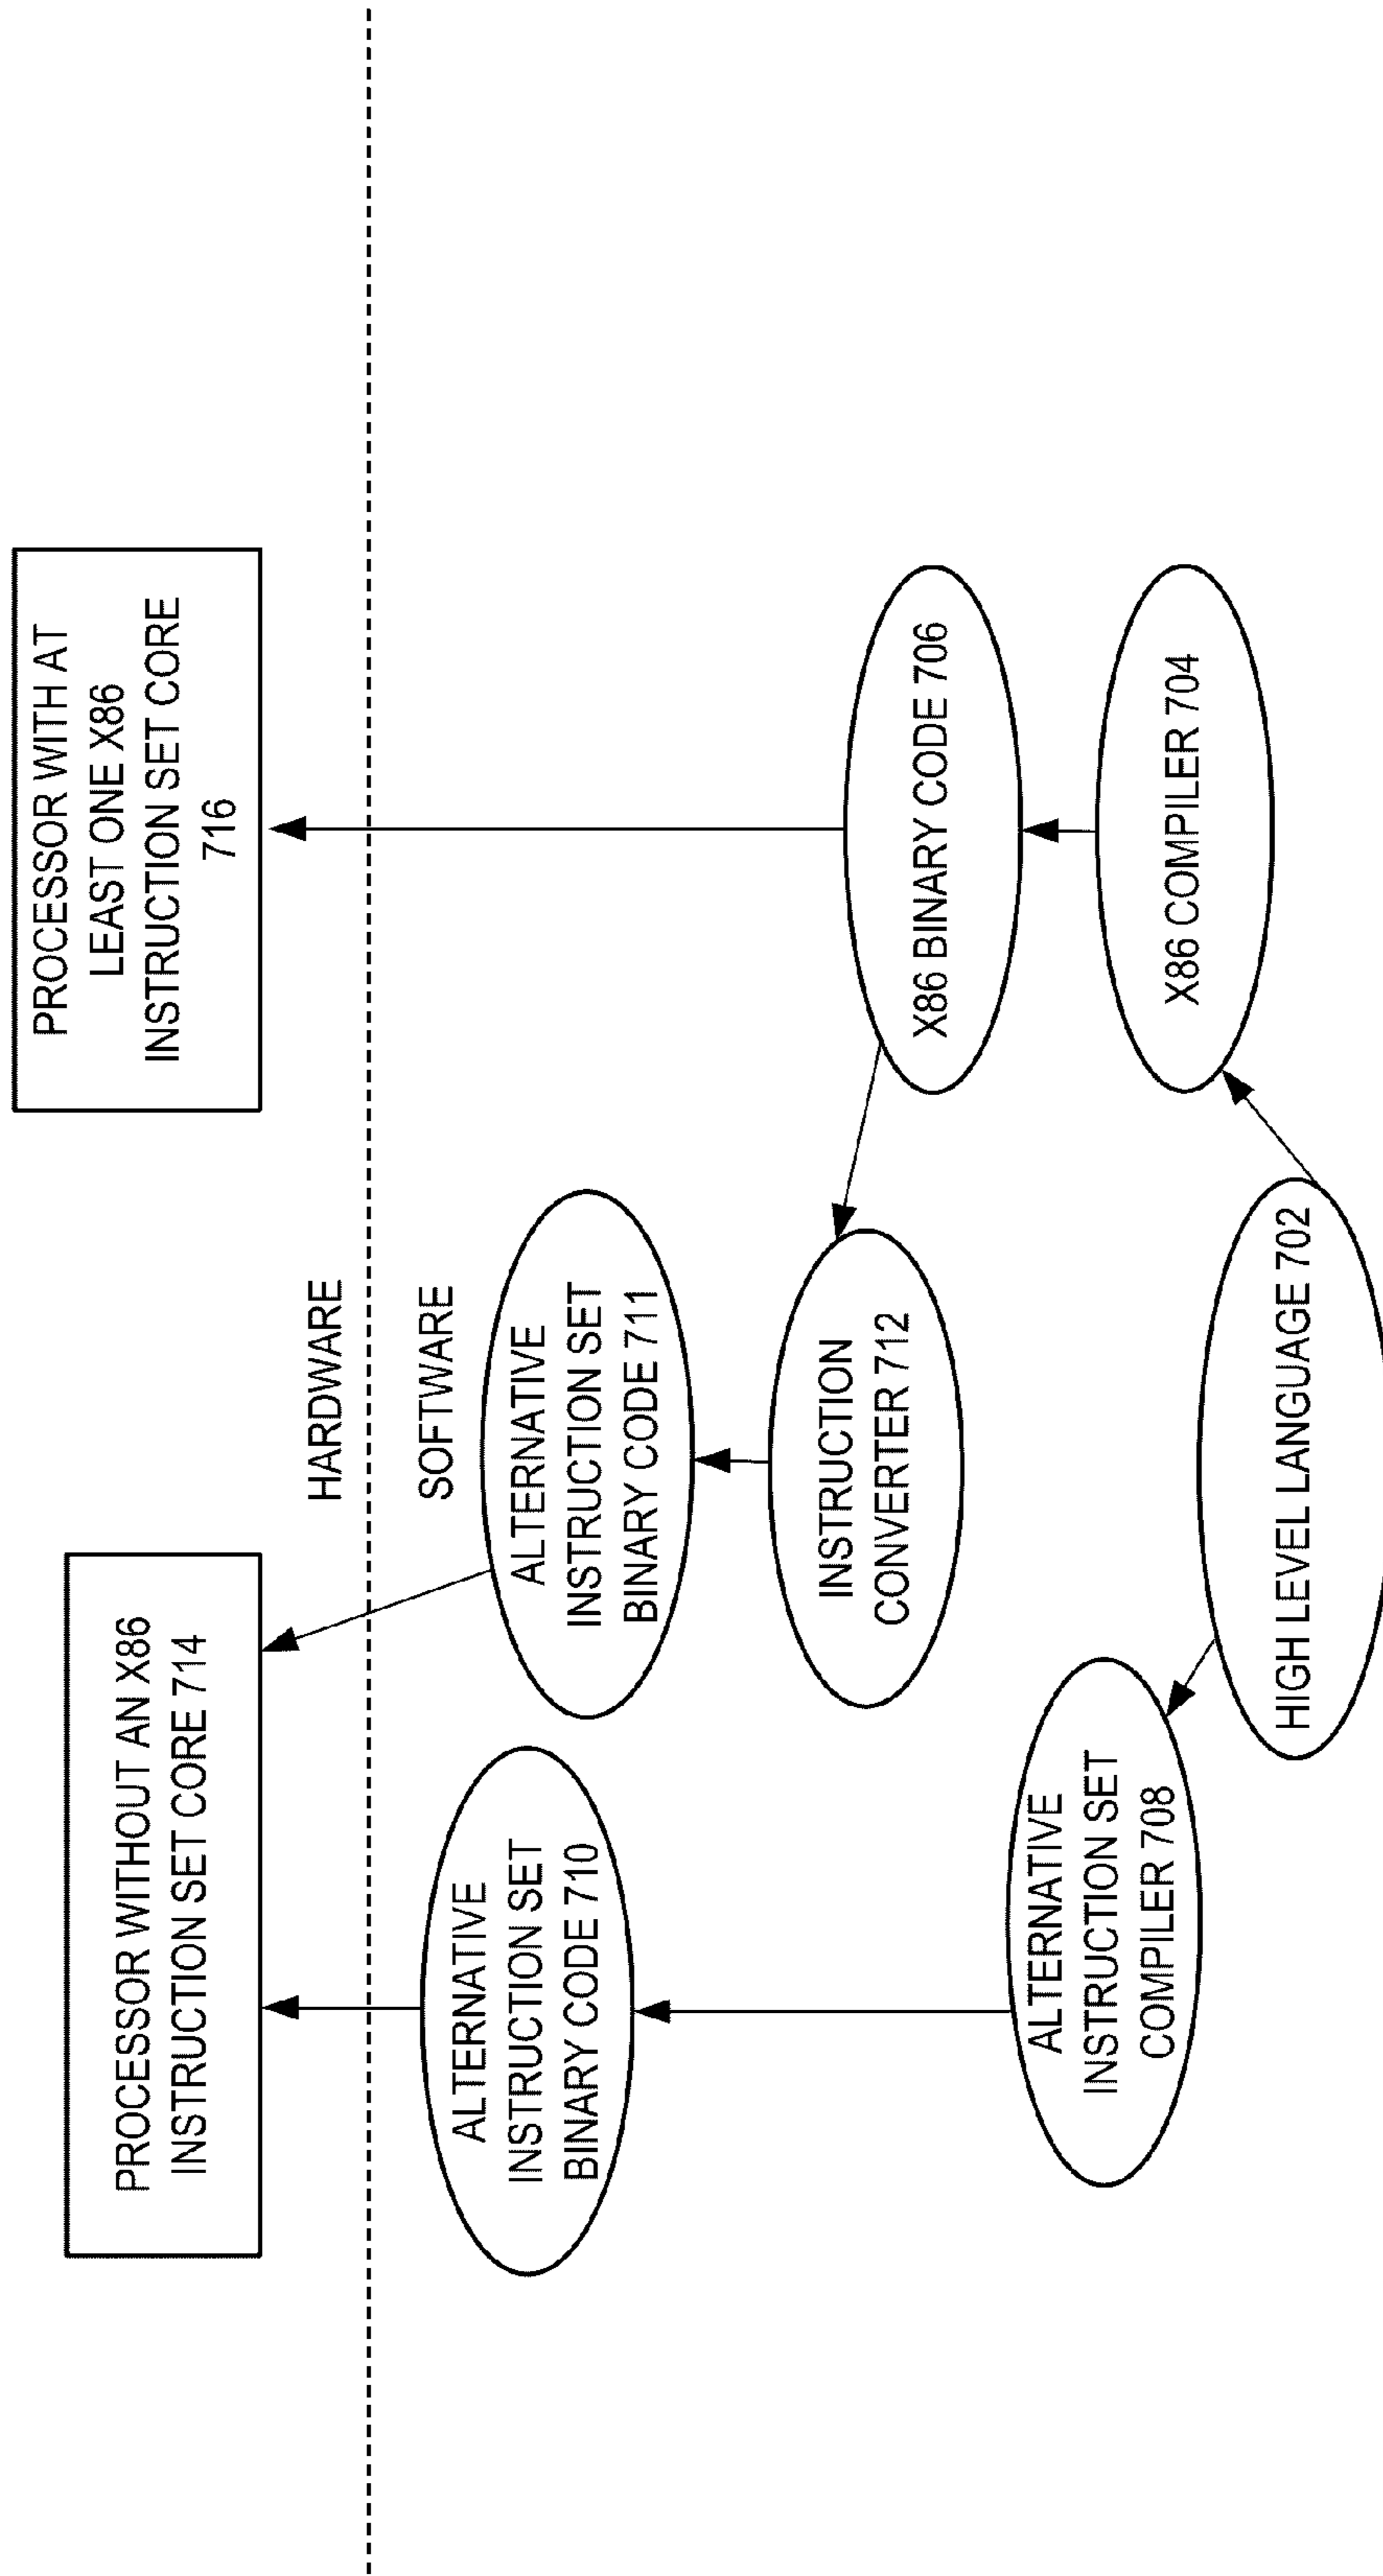 PROCESSOR WITHOUT AN X86
INSTRUCTION SET CORE 714
PROCESSOR WITH AT
LEAST ONE X86
INSTRUCTION SET CORE
716
HARDWARE
SOFTWARE
ALTERNATIVE
INSTRUCTION SET
BINARY CODE 710
ALTERNATIVE
INSTRUCTION SET
BINARY CODE 711
INSTRUCTION
CONVERTER 712
X86 BINARY CODE 706
ALTERNATIVE
INSTRUCTION SET
COMPILER 708
X86 COMPILER 704
HIGH LEVEL LANGUAGE 702